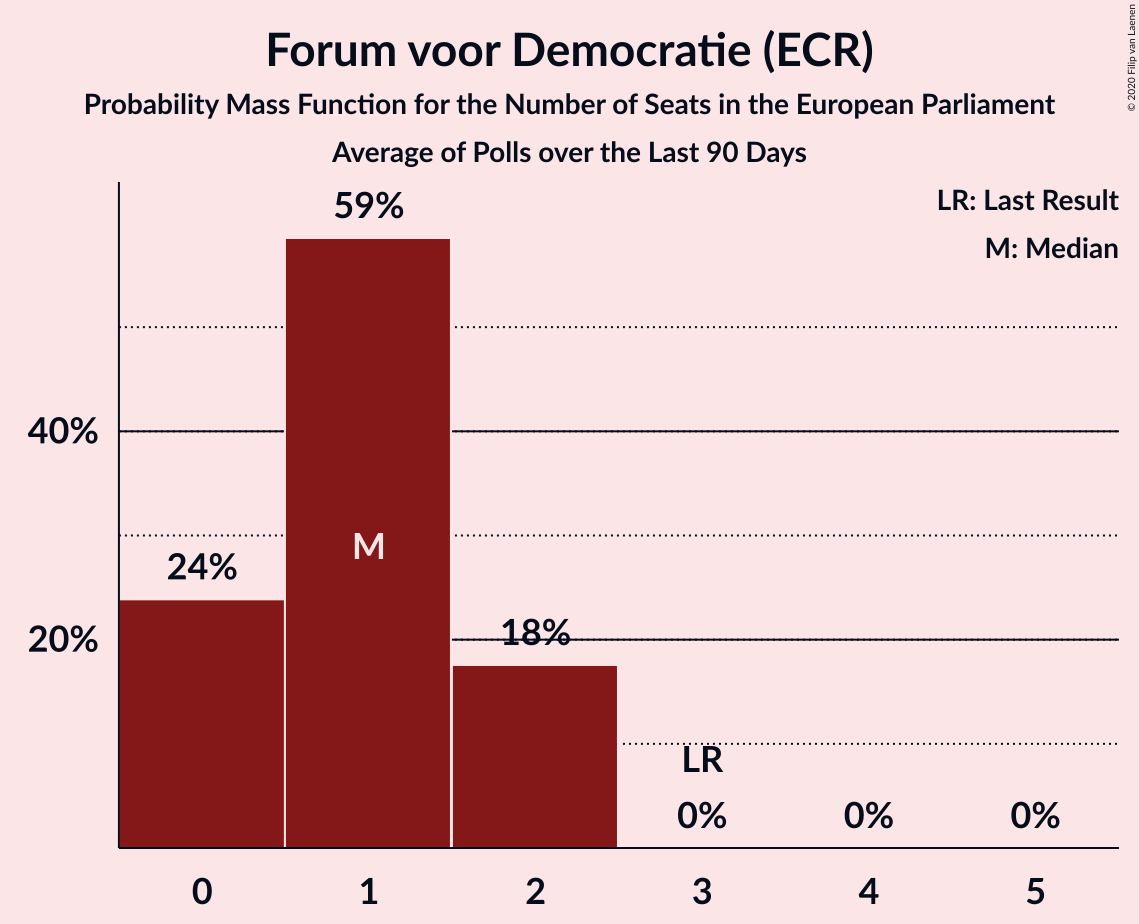 Forum voor Democratie (ECR)
Probability Mass Function for the Number of Seats in the European Parliament
Average of Polls over the Last 90 Days
© 2020 Filip van Laenen
LR: Last Result
M: Median
59%
40%
M
24%
20%
18%
LR
0% 0% 0%
0 1 2 3 4 5